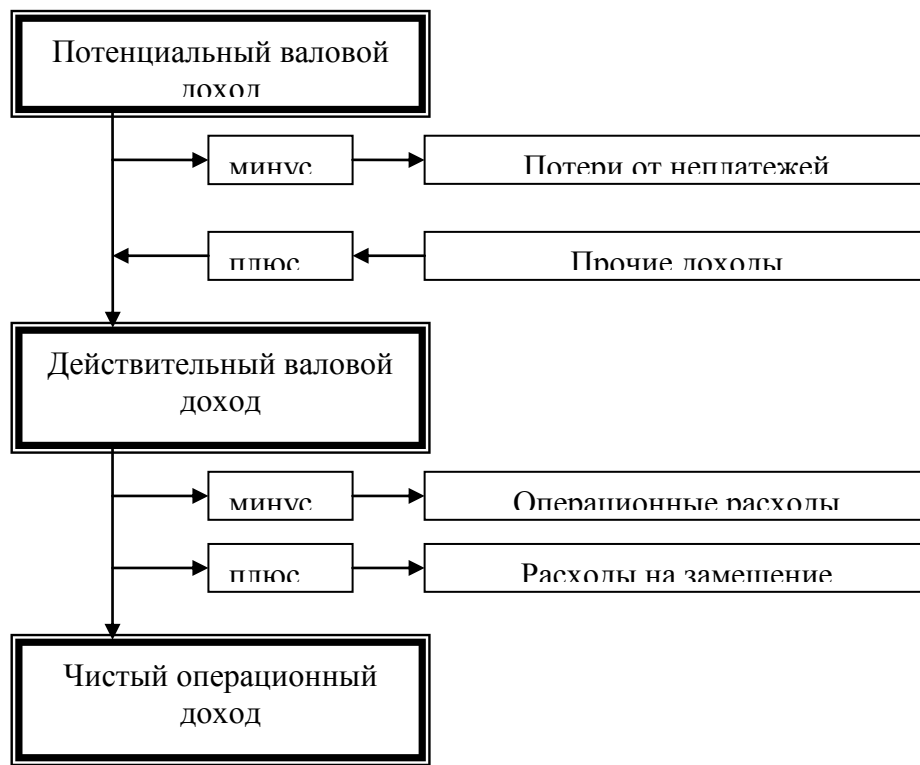 Потенциальный валовой
доход
минус
Потери от неплатежей
плюс
Прочие доходы
Действительный валовой
доход
минус
Операционные расходы
плюс
Расходы на замещение
Чистый операционный
доход